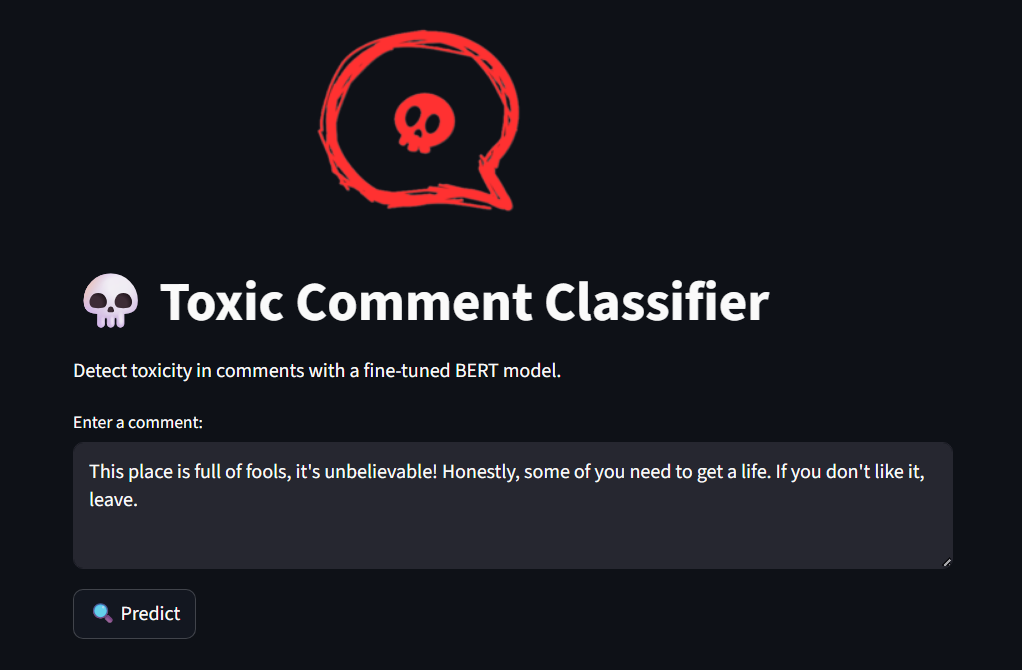 Toxic Comment Classifier
Detect toxicity in comments with a fine-tuned BERT model.
Enter a comment:
This place is full of fools, it's unbelievable! Honestly, some of you need to get a life. If you don't like it,
leave.
Predict